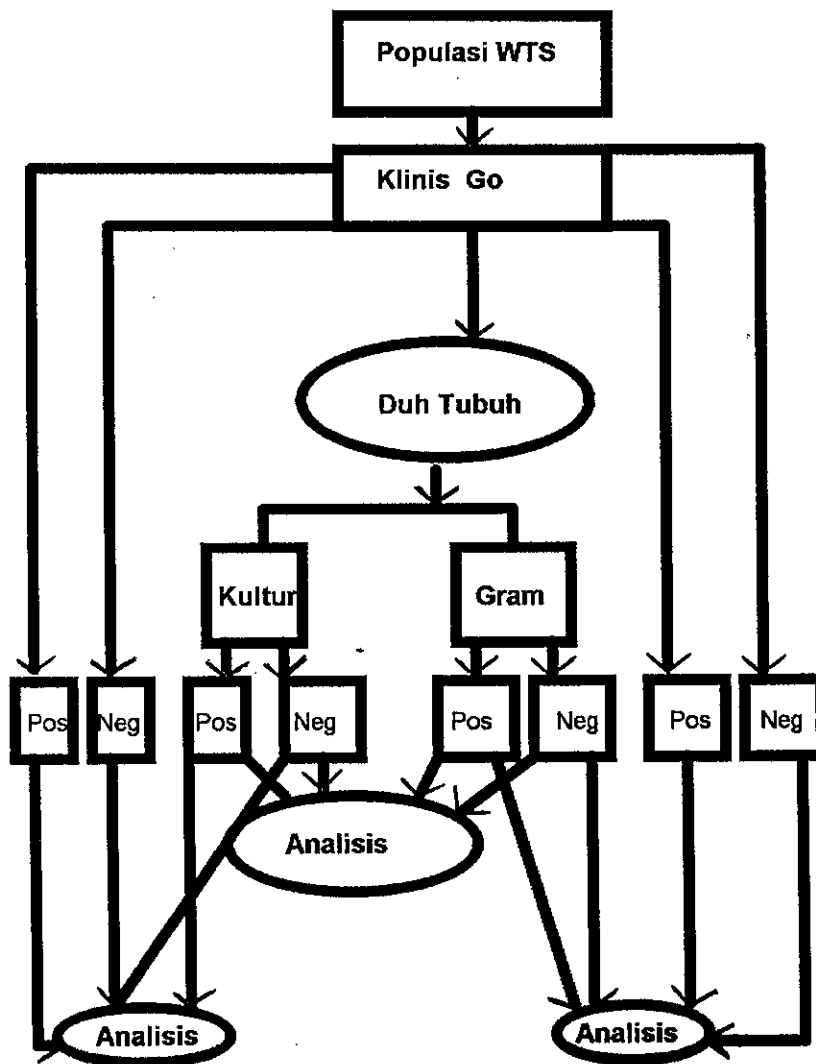 Populasi WTS
Klinis Go
Duh Tubuh
Kultur
Gram
Pos
Neg
Pos
Neg
Pos
Neg
Pos
Neg
Analisis
Analisis
Analisis